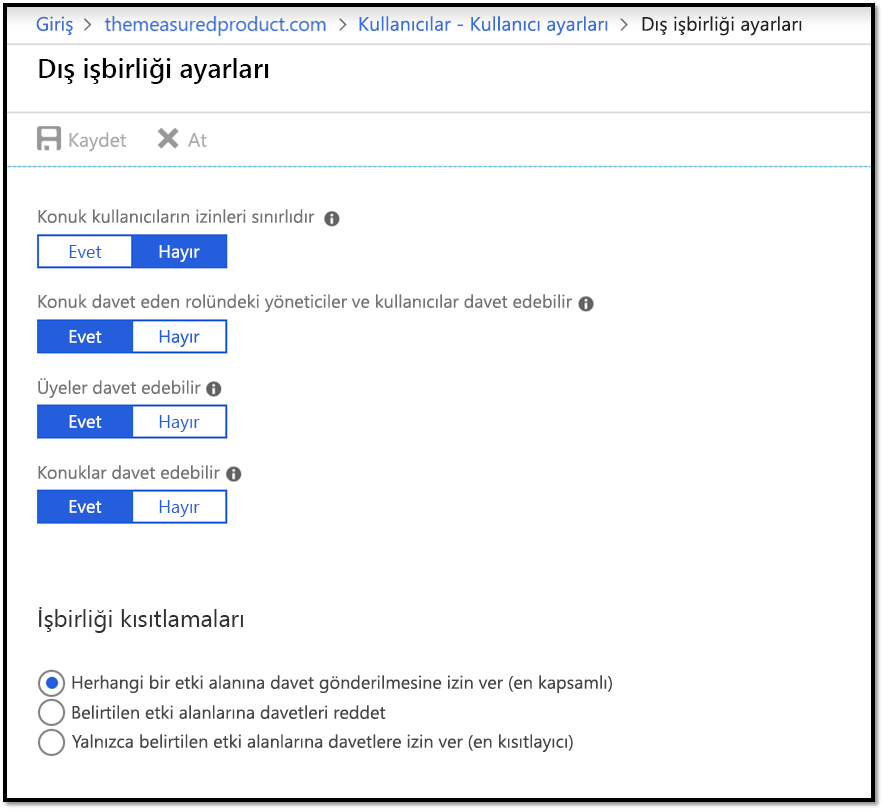 Giriş > themeasuredproduct.com > Kullanıcılar - Kullanıcı ayarları > Dış işbirliği ayarları
Dış işbirliği ayarları
Kaydet At
Konuk kullanıcıların izinleri sınırlıdır
Evet Hayır
Konuk davet eden rolündeki yöneticiler ve kullanıcılar davet edebilir
Evet Hayır
Üyeler davet edebilir
Evet Hayır
Konuklar davet edebilir
Evet Hayır
İşbirliği kısıtlamaları
Herhangi bir etki alanına davet gönderilmesine izin ver (en kapsamlı)
Belirtilen etki alanlarına davetleri reddet
Yalnızca belirtilen etki alanlarına davetlere izin ver (en kısıtlayıcı)